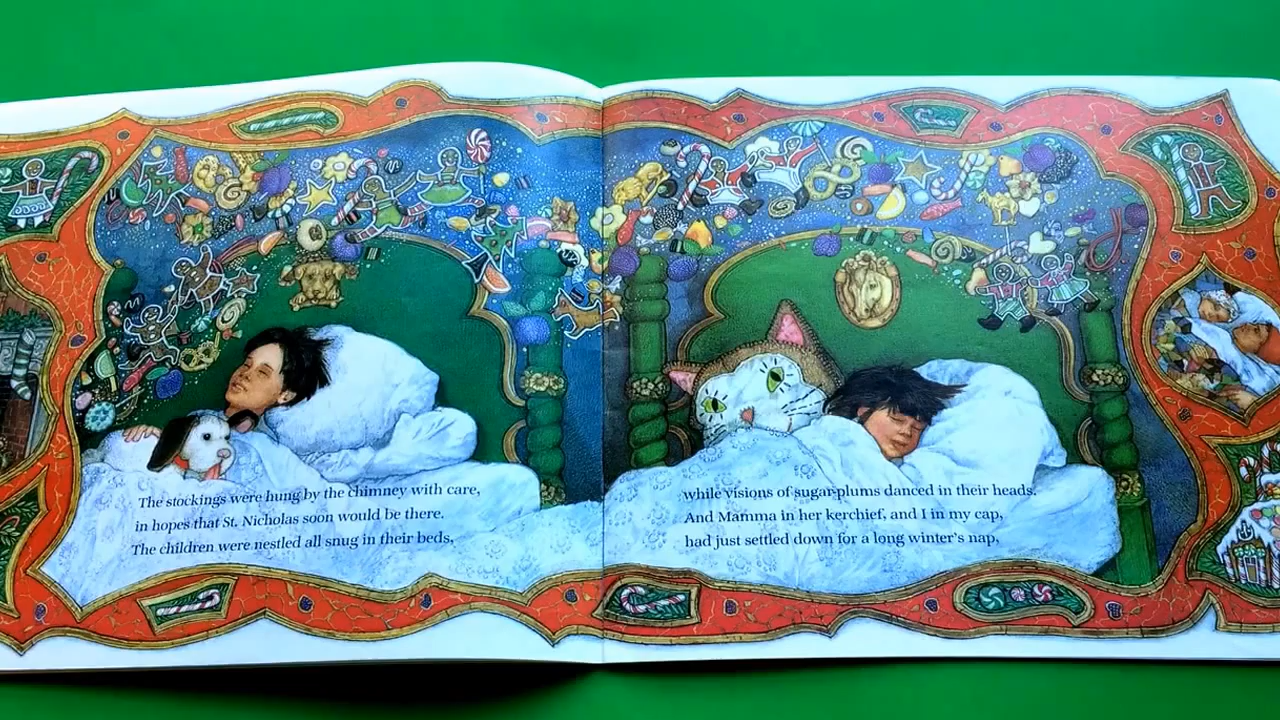 The stockings were hung by the chimney with care,
in hopes that St. Nicholas soon would be there.
The children were nestled all snug in their beds,
while visions of sugar-plums danced in their heads.
And Mamma in her kerchief, and I in my cap,
had just settled down for a long winter's nap,